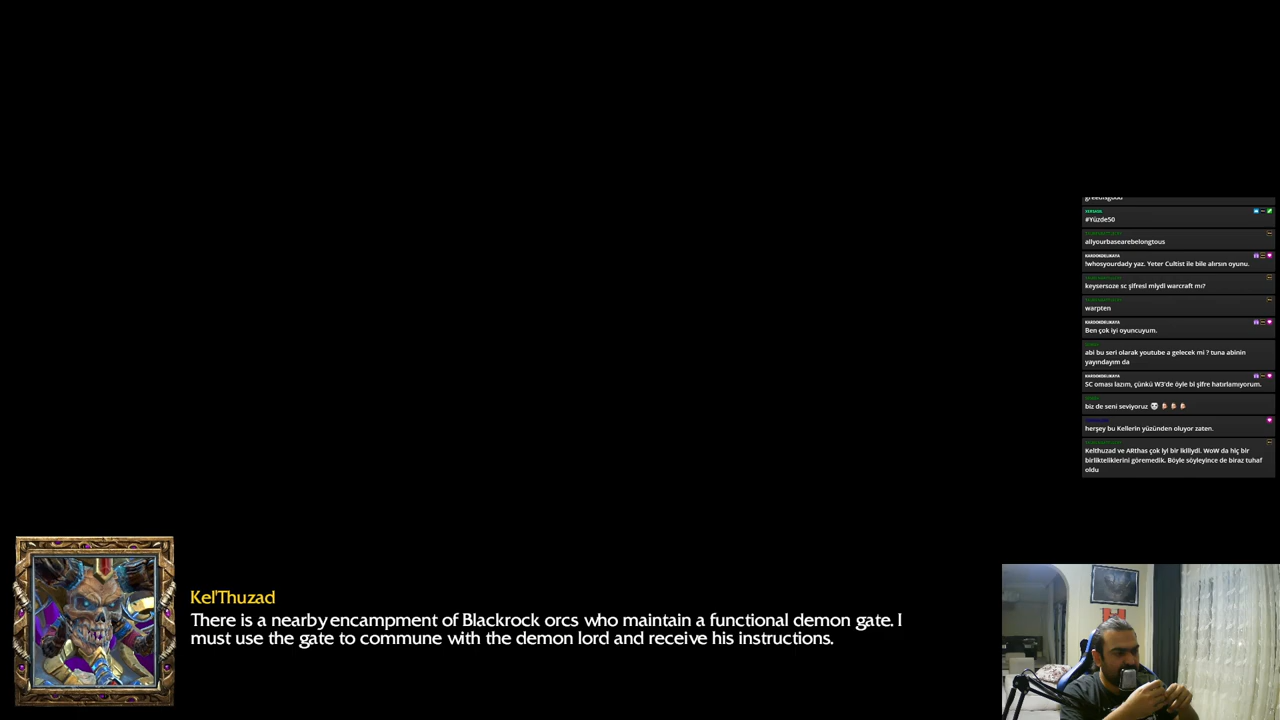 greedisgood
#Yüzde50
allyourbasearebelongtous
KARDOKDELIKAYA
!whosyourdady yaz. Yeter Cultist ile bile alırsın oyunu.
keysersoze sc şifresi miydi warcraft mı?
warpten
KARDOKDELIKAYA
Ben çok iyi oyuncuyum.
abi bu seri olarak youtube a gelecek mi ? tuna abinin
yayındayım da
KARDOKDELIKAYA
SC oması lazım, çünkü W3'de öyle bi şifre hatırlamıyorum.
biz de seni seviyoruz
herşey bu Kellerin yüzünden oluyor zaten.
Kelthuzad ve ARthas çok iyi bir ikiliydi. WoW da hiç bir
birlikteliklerini göremedik. Böyle söyleyince de biraz tuhaf
oldu
Kel'Thuzad
There is a nearby encampment of Blackrock orcs who maintain a functional demon gate. I
must use the gate to commune with the demon lord and receive his instructions.